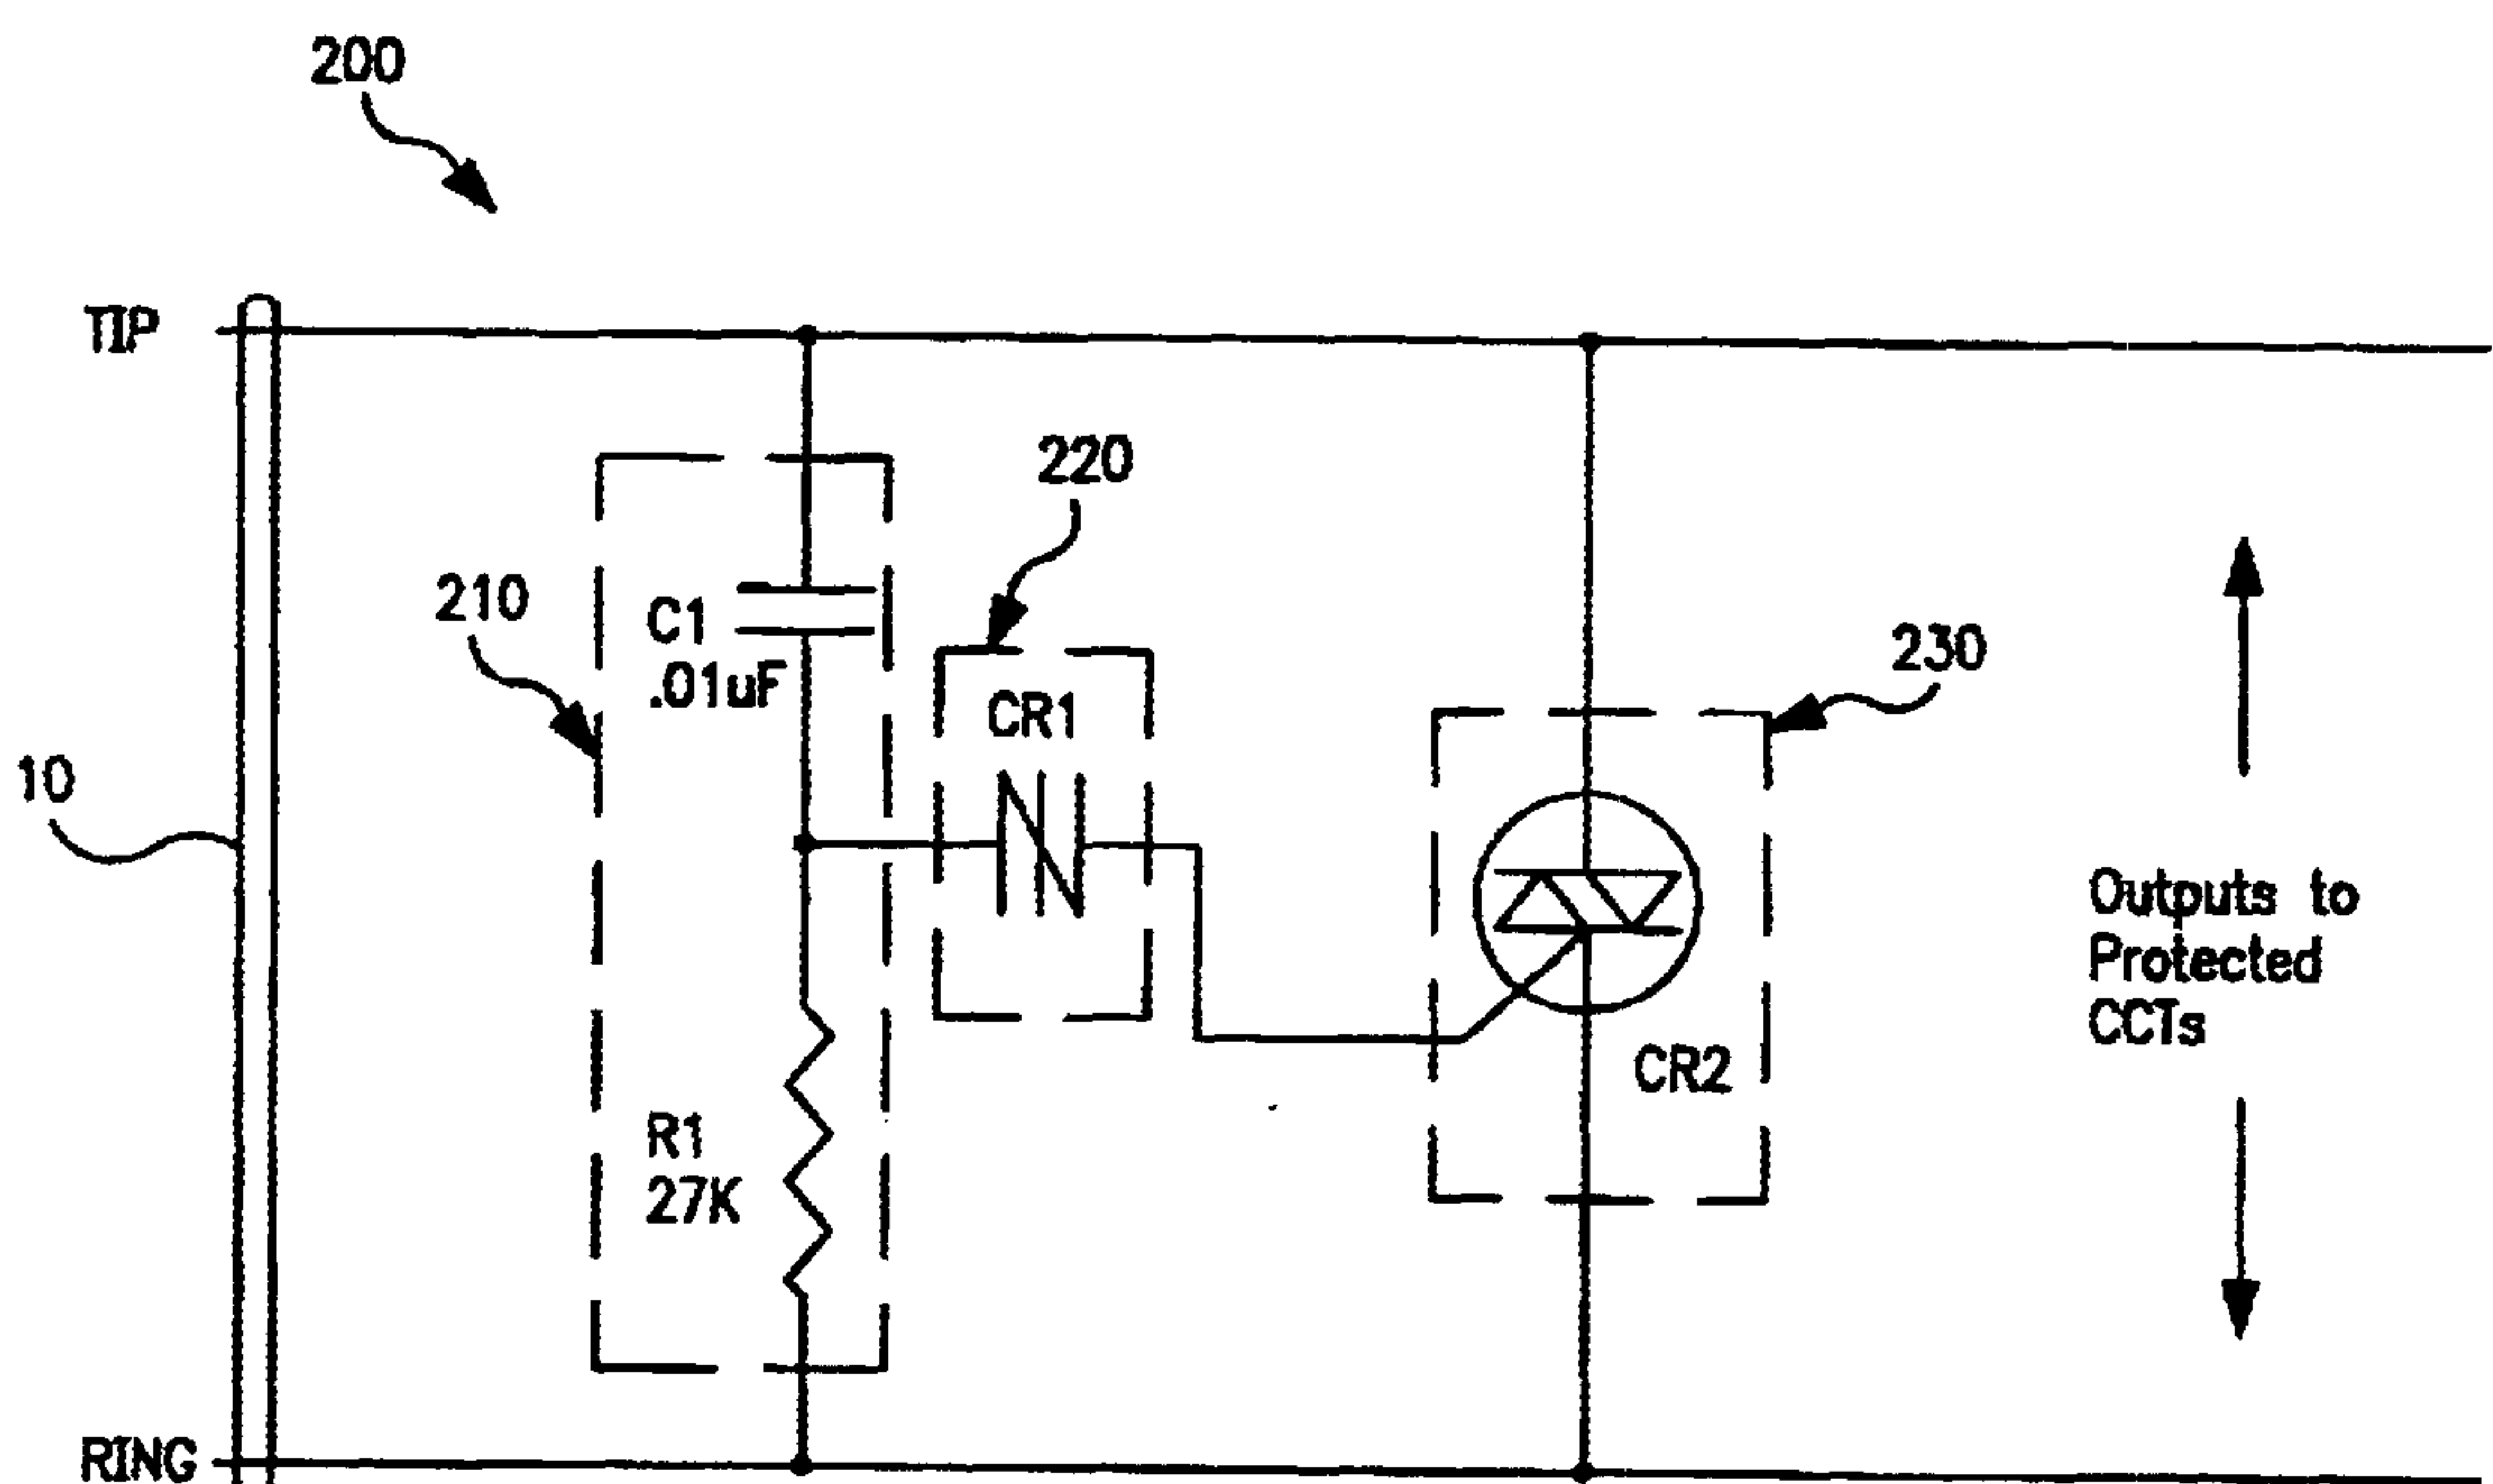 200
TIP
220
210
C1
.01uF
230
CR1
10
Outputs to
Protected
CCTs
CR2
R1
27K
RING